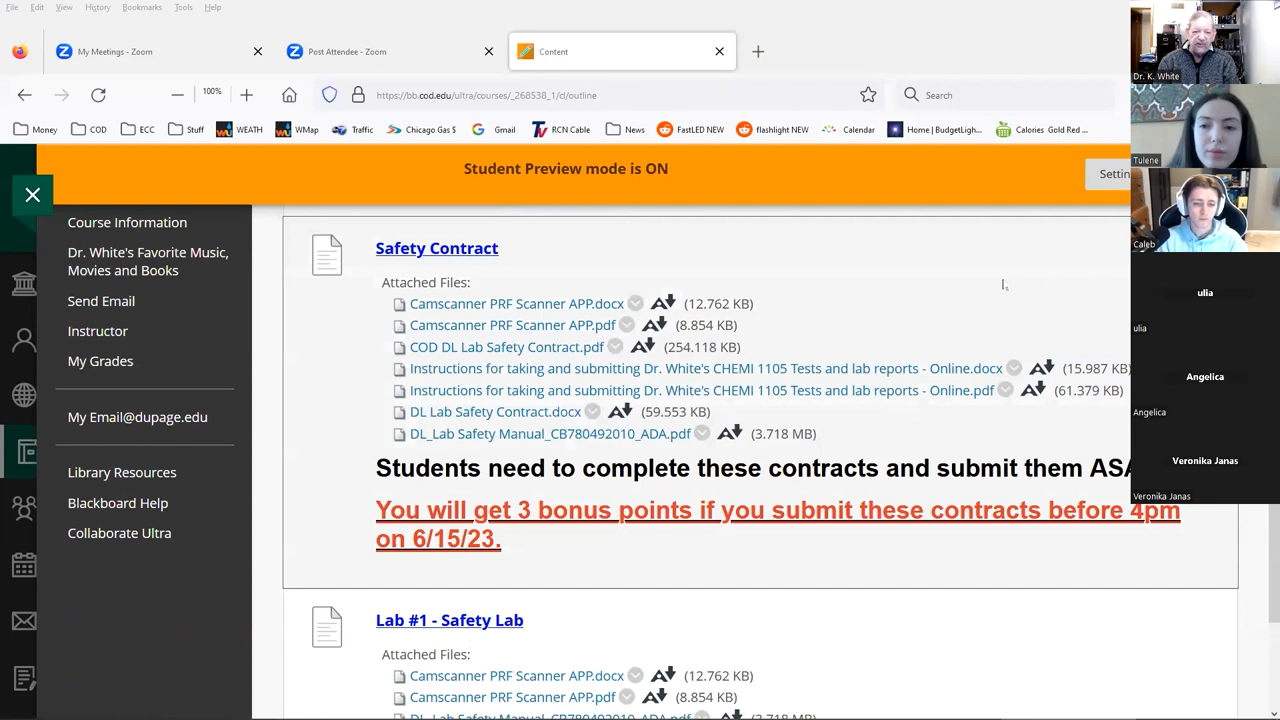 File Edit View History Bookmarks Tools Help
My Meetings - Zoom
Post Attendee - Zoom
Content
100%
https://bb.cod.edu/ultra/courses/_268538_1/cl/outline
Search
Money COD ECC Stuff WEATH WMap Traffic Chicago Gas $ Gmail RCN Cable News FastLED NEW flashlight NEW Calendar Home | BudgetLigh... Calories Gold Red ...
Student Preview mode is ON
Settin
Course Information
Dr. White's Favorite Music,
Movies and Books
Send Email
Instructor
My Grades
My Email@dupage.edu
Library Resources
Blackboard Help
Collaborate Ultra
Safety Contract
Attached Files:
Camscanner PRF Scanner APP.docx (12.762 KB)
Camscanner PRF Scanner APP.pdf (8.854 KB)
COD DL Lab Safety Contract.pdf (254.118 KB)
Instructions for taking and submitting Dr. White's CHEMI 1105 Tests and lab reports - Online.docx (15.987 KB)
Instructions for taking and submitting Dr. White's CHEMI 1105 Tests and lab reports - Online.pdf (61.379 KB)
DL Lab Safety Contract.docx (59.553 KB)
DL_Lab Safety Manual_CB780492010_ADA.pdf (3.718 MB)
Students need to complete these contracts and submit them ASA
You will get 3 bonus points if you submit these contracts before 4pm
on 6/15/23.
Lab #1 - Safety Lab
Attached Files:
Camscanner PRF Scanner APP.docx (12.762 KB)
Camscanner PRF Scanner APP.pdf (8.854 KB)
DL_Lab Safety Manual_CB780492010_ADA.pdf (3.718 MB)
Dr. K. White
Tulene
Caleb
ulia
ulia
Angelica
Angelica
Veronika Janas
Veronika Janas